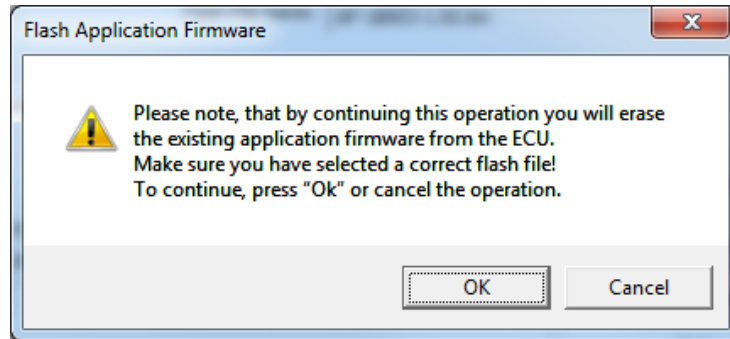 Flash Application Firmware
Please note, that by continuing this operation you will erase
the existing application firmware from the ECU.
Make sure you have selected a correct flash file!
To continue, press “Ok” or cancel the operation.
OK
Cancel